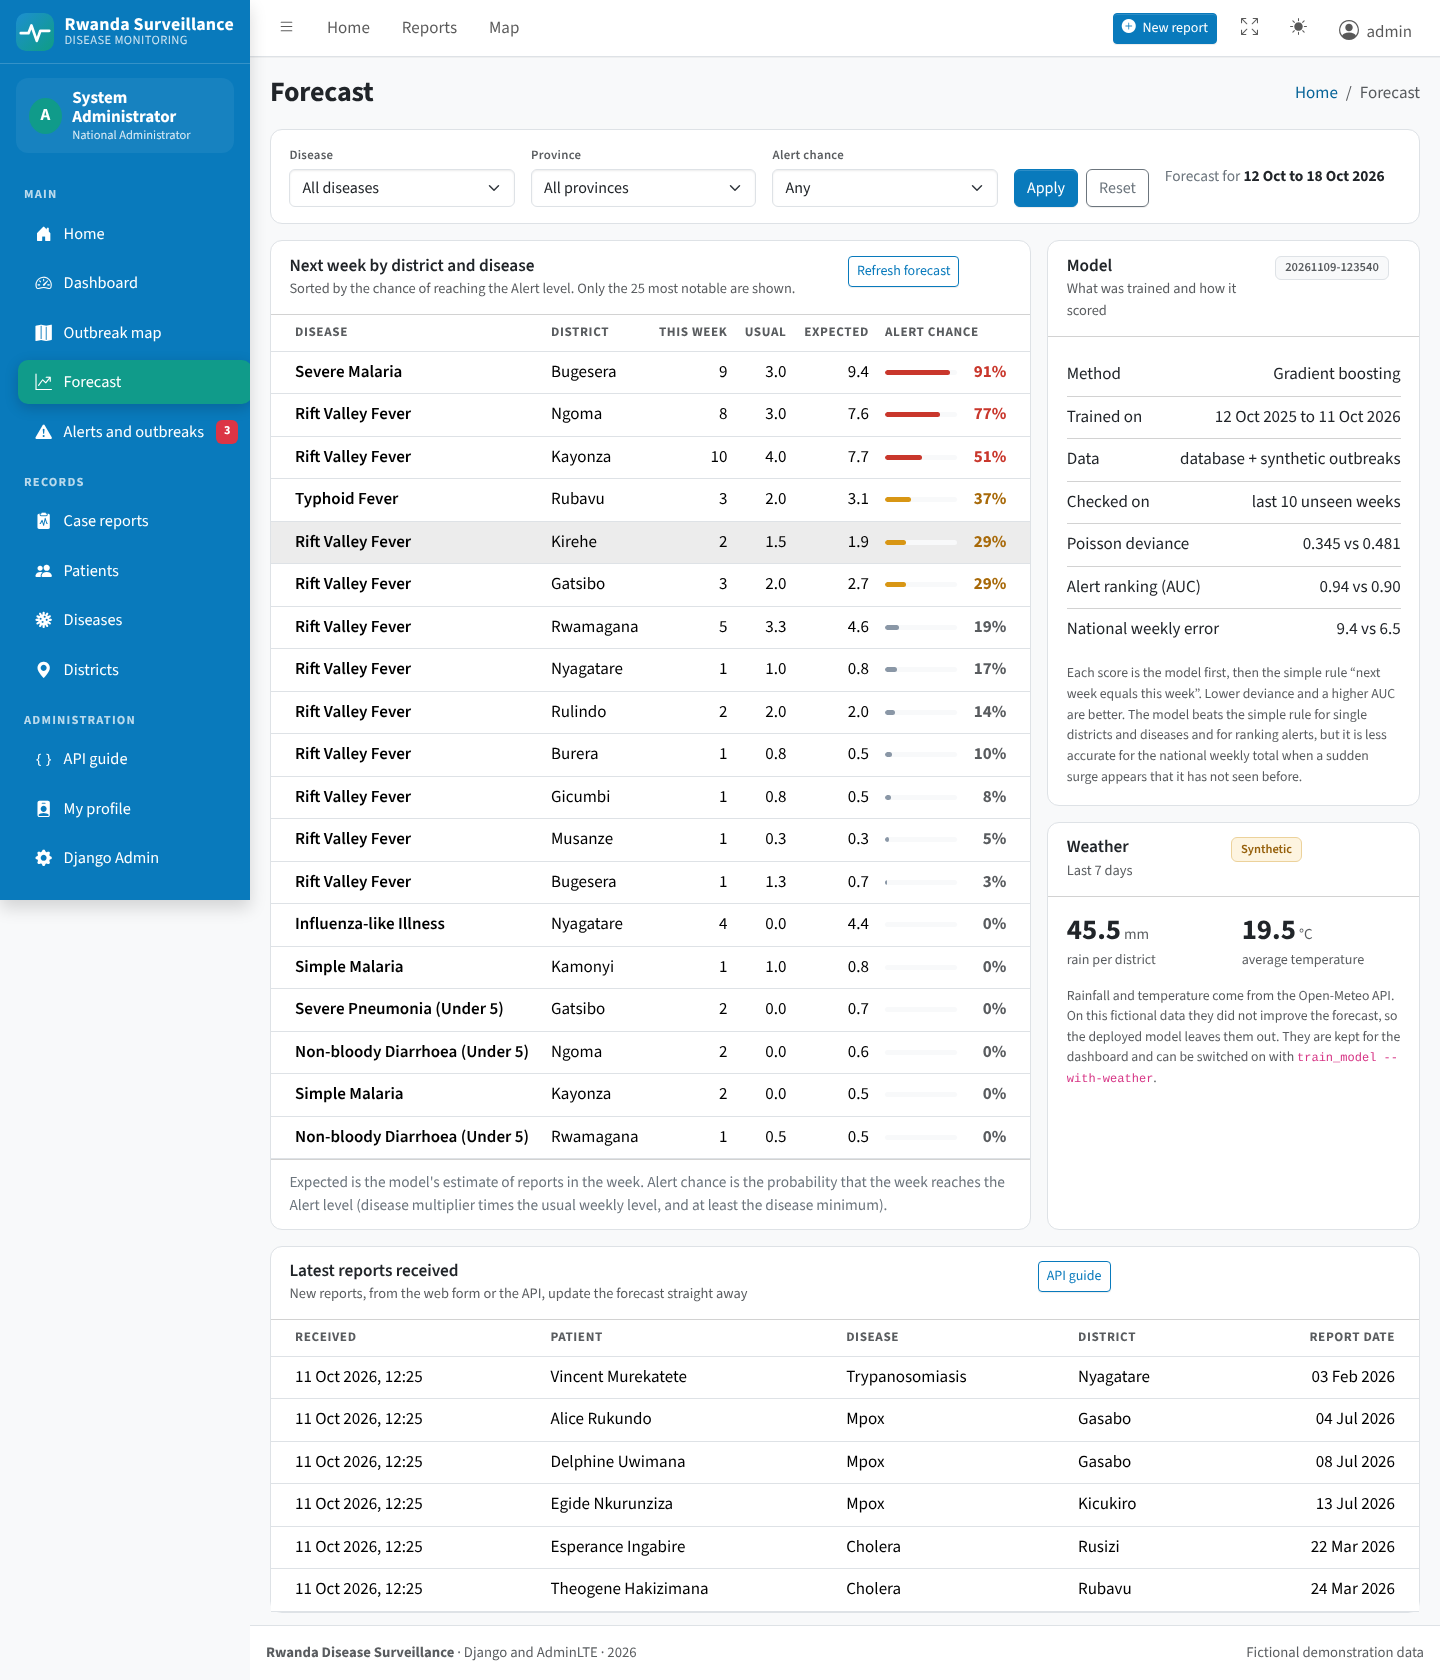 Rwanda Surveillance
DISEASE MONITORING
Home
Reports
Map
New report
admin
A
System
Administrator
National Administrator
MAIN
Home
Dashboard
Outbreak map
Forecast
Alerts and outbreaks 3
RECORDS
Case reports
Patients
Diseases
Districts
ADMINISTRATION
{ } API guide
My profile
Django Admin
Forecast
Home / Forecast
Disease
All diseases
Province
All provinces
Alert chance
Any
Apply
Reset
Forecast for 12 Oct to 18 Oct 2026
Next week by district and disease
Sorted by the chance of reaching the Alert level. Only the 25 most notable are shown.
Refresh forecast
DISEASE DISTRICT THIS WEEK USUAL EXPECTED ALERT CHANCE
Severe Malaria Bugesera 9 3.0 9.4 91%
Rift Valley Fever Ngoma 8 3.0 7.6 77%
Rift Valley Fever Kayonza 10 4.0 7.7 51%
Typhoid Fever Rubavu 3 2.0 3.1 37%
Rift Valley Fever Kirehe 2 1.5 1.9 29%
Rift Valley Fever Gatsibo 3 2.0 2.7 29%
Rift Valley Fever Rwamagana 5 3.3 4.6 19%
Rift Valley Fever Nyagatare 1 1.0 0.8 17%
Rift Valley Fever Rulindo 2 2.0 2.0 14%
Rift Valley Fever Burera 1 0.8 0.5 10%
Rift Valley Fever Gicumbi 1 0.8 0.5 8%
Rift Valley Fever Musanze 1 0.3 0.3 5%
Rift Valley Fever Bugesera 1 1.3 0.7 3%
Influenza-like Illness Nyagatare 4 0.0 4.4 0%
Simple Malaria Kamonyi 1 1.0 0.8 0%
Severe Pneumonia (Under 5) Gatsibo 2 0.0 0.7 0%
Non-bloody Diarrhoea (Under 5) Ngoma 2 0.0 0.6 0%
Simple Malaria Kayonza 2 0.0 0.5 0%
Non-bloody Diarrhoea (Under 5) Rwamagana 1 0.5 0.5 0%
Expected is the model's estimate of reports in the week. Alert chance is the probability that the week reaches the
Alert level (disease multiplier times the usual weekly level, and at least the disease minimum).
Model
What was trained and how it
scored
20261109-123540
Method Gradient boosting
Trained on 12 Oct 2025 to 11 Oct 2026
Data database + synthetic outbreaks
Checked on last 10 unseen weeks
Poisson deviance 0.345 vs 0.481
Alert ranking (AUC) 0.94 vs 0.90
National weekly error 9.4 vs 6.5
Each score is the model first, then the simple rule “next
week equals this week”. Lower deviance and a higher AUC
are better. The model beats the simple rule for single
districts and diseases and for ranking alerts, but it is less
accurate for the national weekly total when a sudden
surge appears that it has not seen before.
Weather
Last 7 days
Synthetic
45.5 mm
rain per district
19.5 °C
average temperature
Rainfall and temperature come from the Open-Meteo API.
On this fictional data they did not improve the forecast, so
the deployed model leaves them out. They are kept for the
dashboard and can be switched on with train_model --
with-weather.
Latest reports received
New reports, from the web form or the API, update the forecast straight away
API guide
RECEIVED PATIENT DISEASE DISTRICT REPORT DATE
11 Oct 2026, 12:25 Vincent Murekatete Trypanosomiasis Nyagatare 03 Feb 2026
11 Oct 2026, 12:25 Alice Rukundo Mpox Gasabo 04 Jul 2026
11 Oct 2026, 12:25 Delphine Uwimana Mpox Gasabo 08 Jul 2026
11 Oct 2026, 12:25 Egide Nkurunziza Mpox Kicukiro 13 Jul 2026
11 Oct 2026, 12:25 Esperance Ingabire Cholera Rusizi 22 Mar 2026
11 Oct 2026, 12:25 Theogene Hakizimana Cholera Rubavu 24 Mar 2026
Rwanda Disease Surveillance · Django and AdminLTE · 2026
Fictional demonstration data